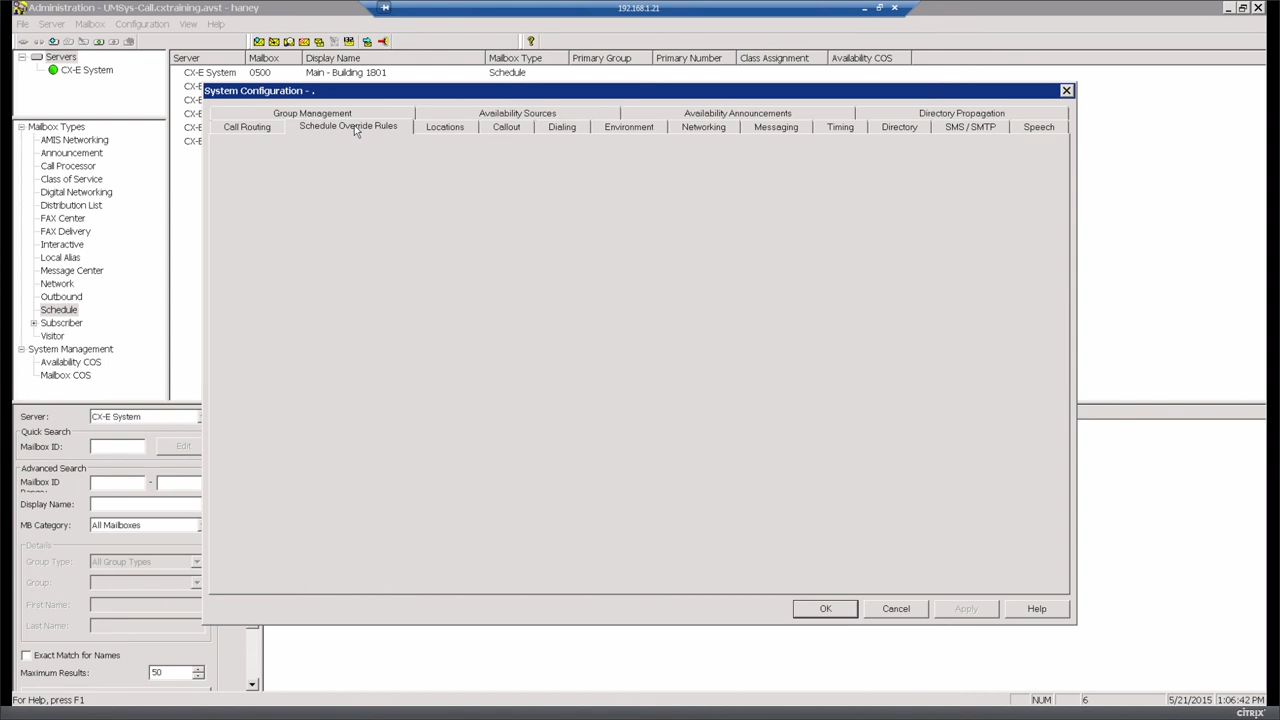 Administration - UMSys-Call.cxtraining.avst - haney
192.168.1.21
File Server Mailbox Configuration View Help
Servers
CX-E System
Server Mailbox Display Name Mailbox Type Primary Group Primary Number Class Assignment Availability COS
CX-E System 0500 Main - Building 1801 Schedule
CX-E
CX-E
CX-E
CX-E
CX-E
System Configuration - .
Group Management Availability Sources Availability Announcements Directory Propagation
Call Routing Schedule Override Rules Locations Callout Dialing Environment Networking Messaging Timing Directory SMS / SMTP Speech
Mailbox Types
AMIS Networking
Announcement
Call Processor
Class of Service
Digital Networking
Distribution List
FAX Center
FAX Delivery
Interactive
Local Alias
Message Center
Network
Outbound
Schedule
Subscriber
Visitor
System Management
Availability COS
Mailbox COS
Server: CX-E System
Quick Search
Mailbox ID: Edit
Advanced Search
Mailbox ID -
Display Name:
MB Category: All Mailboxes
Details
Group Type: All Group Types
Group:
First Name:
Last Name:
Exact Match for Names
Maximum Results: 50
OK Cancel Apply Help
For Help, press F1 NUM 6 5/21/2015 1:06:42 PM
CITRIX